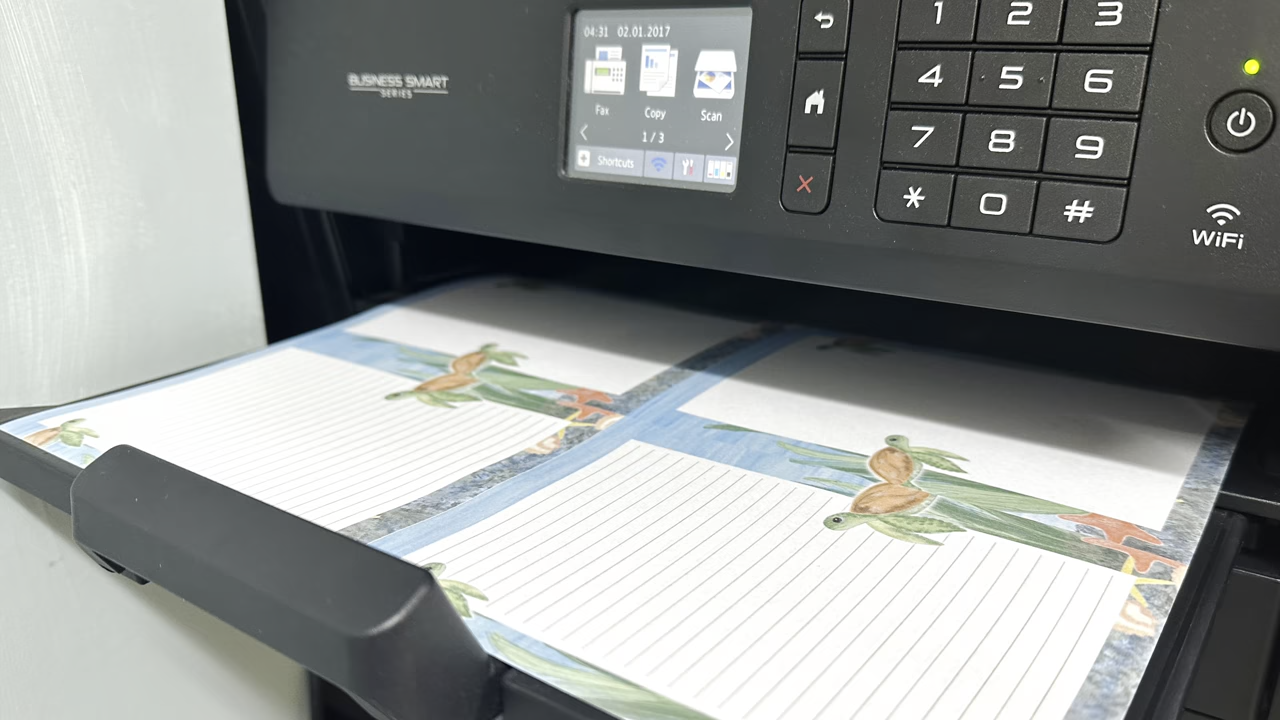 BUSINESS SMART
SERIES
04:31 02.01.2017
Fax Copy Scan
1 / 3
Shortcuts
1 2 3
4 5 6
7 8 9
* 0 #
WiFi